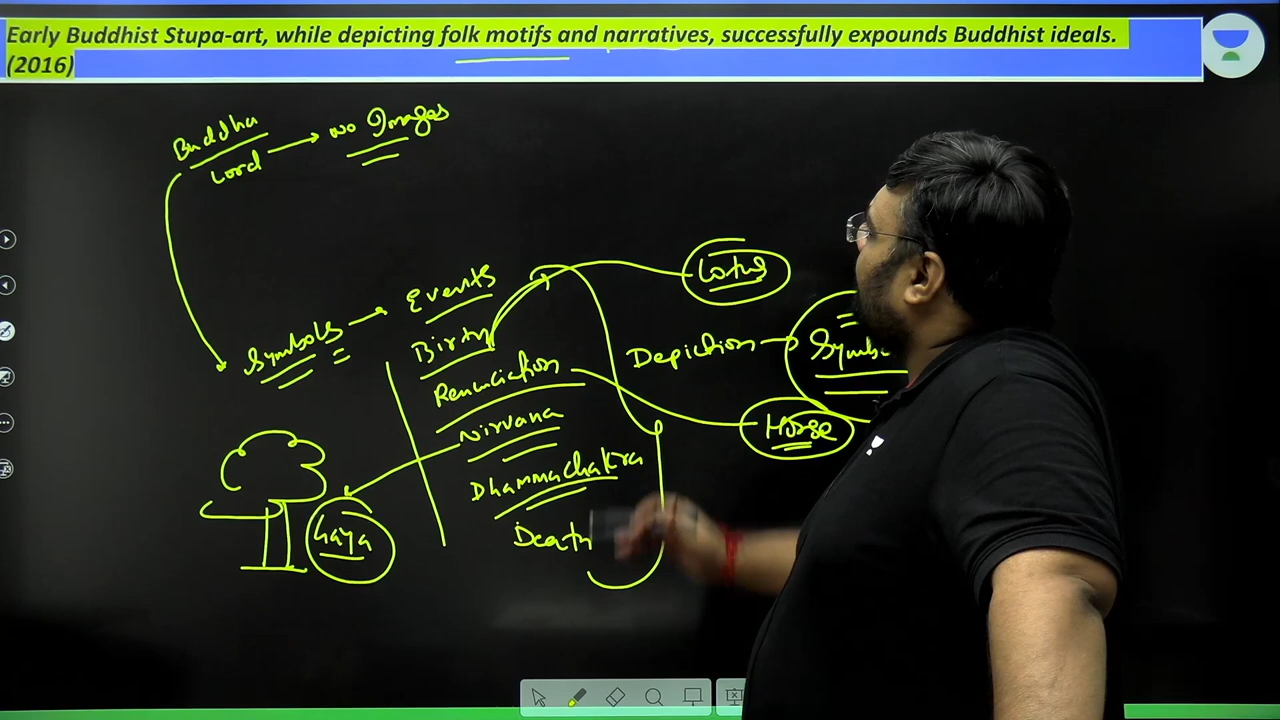 Early Buddhist Stupa-art, while depicting folk motifs and narratives, successfully expounds Buddhist ideals.
(2016)
Buddha
Lord
No Images
Symbols
Events
Birth
Renunciation
Nirvana
Dhammachakra
Death
Gaya
Lotus
Depiction
Symbo
Horse